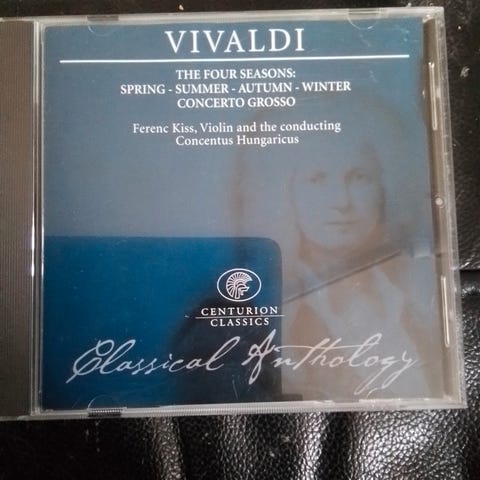 VIVALDI
THE FOUR SEASONS:
SPRING - SUMMER - AUTUMN - WINTER
CONCERTO GROSSO
Ferenc Kiss, Violin and the conducting
Concentus Hungaricus
CENTURION
CLASSICS
Classical Anthology